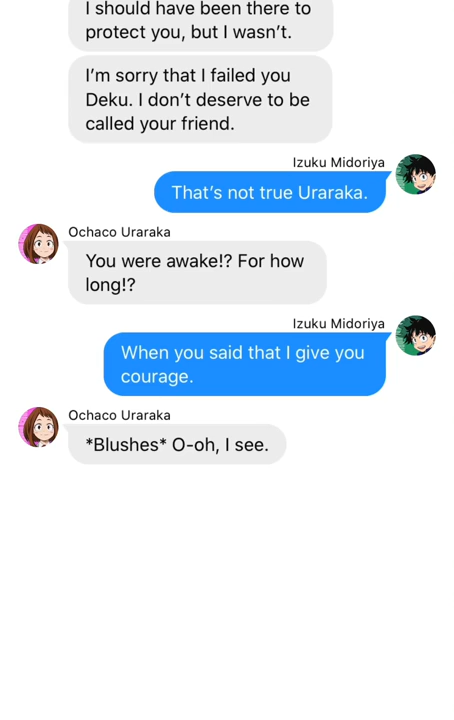 I should have been there to
protect you, but I wasn’t.
I’m sorry that I failed you
Deku. I don’t deserve to be
called your friend.
Izuku Midoriya
That’s not true Uraraka.
Ochaco Uraraka
You were awake!? For how
long!?
Izuku Midoriya
When you said that I give you
courage.
Ochaco Uraraka
*Blushes* O-oh, I see.